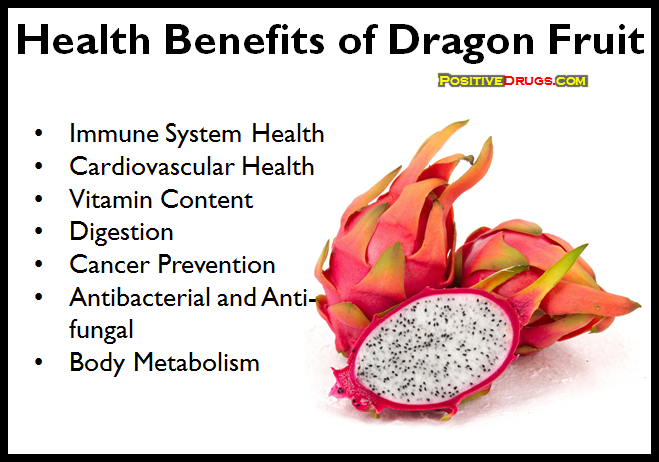 Health Benefits of Dragon Fruit
PositiveDrugs.com
• Immune System Health
• Cardiovascular Health
• Vitamin Content
• Digestion
• Cancer Prevention
• Antibacterial and Anti-
fungal
• Body Metabolism